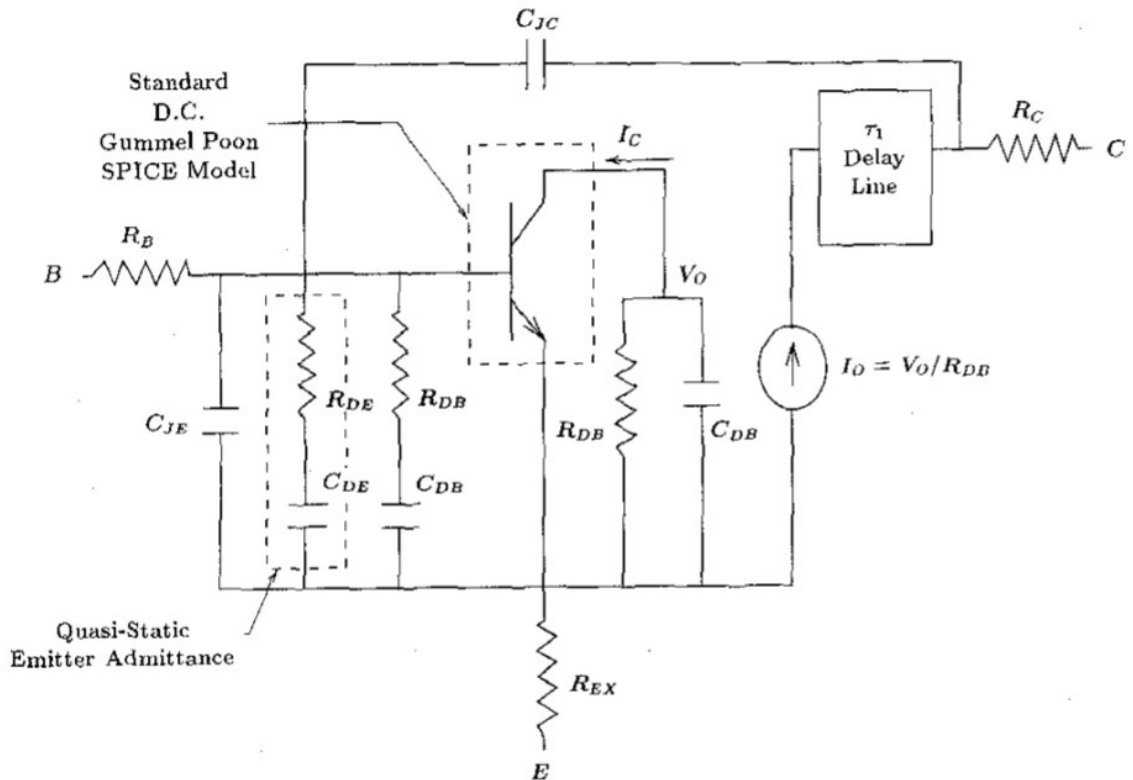 C_JC
Standard
D.C.
Gummel Poon
SPICE Model
I_C
τ_1
Delay
Line
R_C
C
R_B
B
V_O
I_O = V_O/R_DB
R_DE
R_DB
C_JE
R_DB
C_DB
C_DE
C_DB
Quasi-Static
Emitter Admittance
R_EX
E